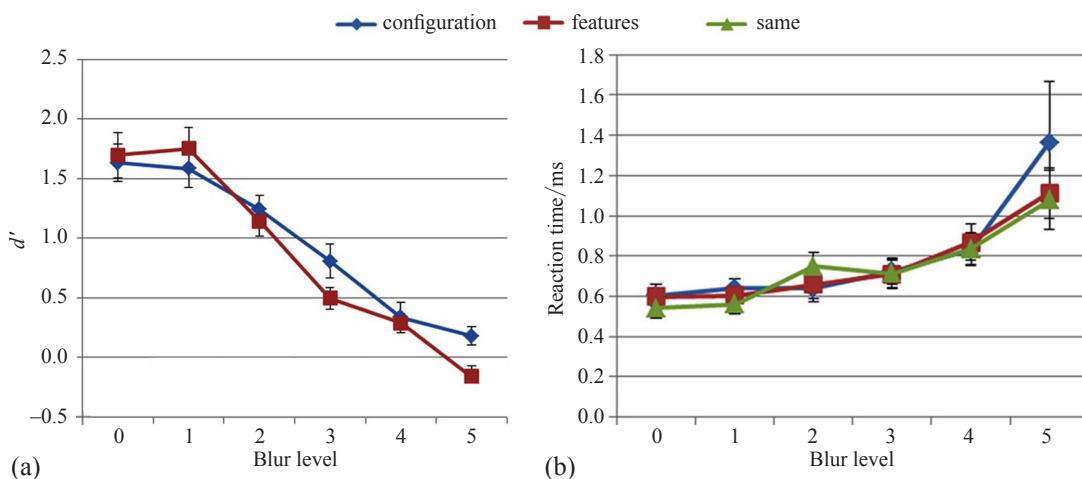 configuration features same
2.5
2.0
1.5
1.0
0.5
0.0
–0.5
d′
0 1 2 3 4 5
Blur level
(a)
1.8
1.6
1.4
1.2
1.0
0.8
0.6
0.4
0.2
0.0
Reaction time/ms
0 1 2 3 4 5
Blur level
(b)